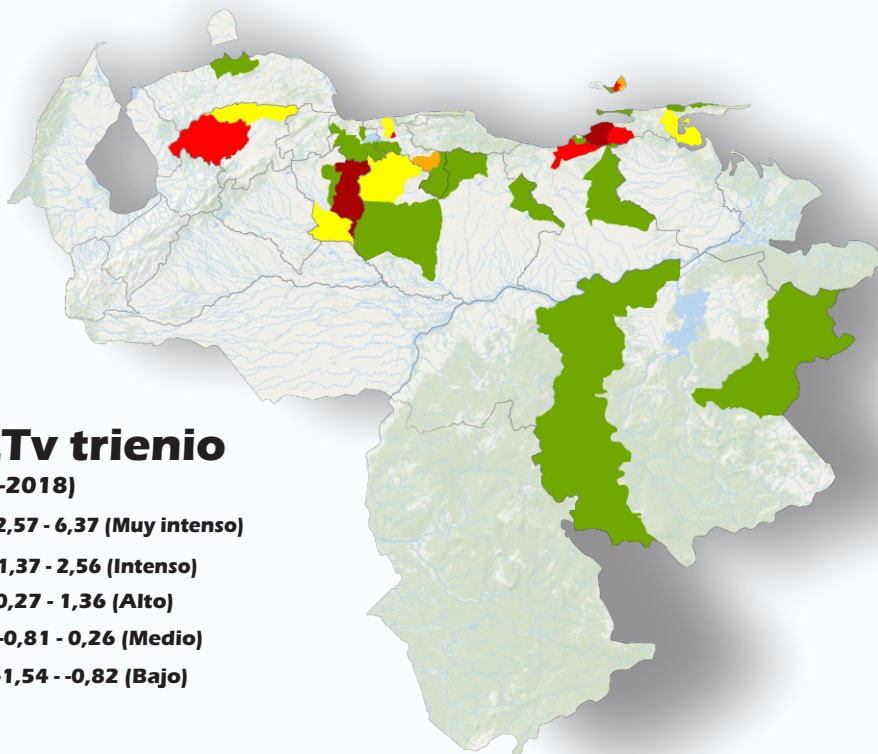 .Tv trienio
-2018)
2,57 - 6,37 (Muy intenso)
1,37 - 2,56 (Intenso)
0,27 - 1,36 (Alto)
-0,81 - 0,26 (Medio)
-1,54 - -0,82 (Bajo)